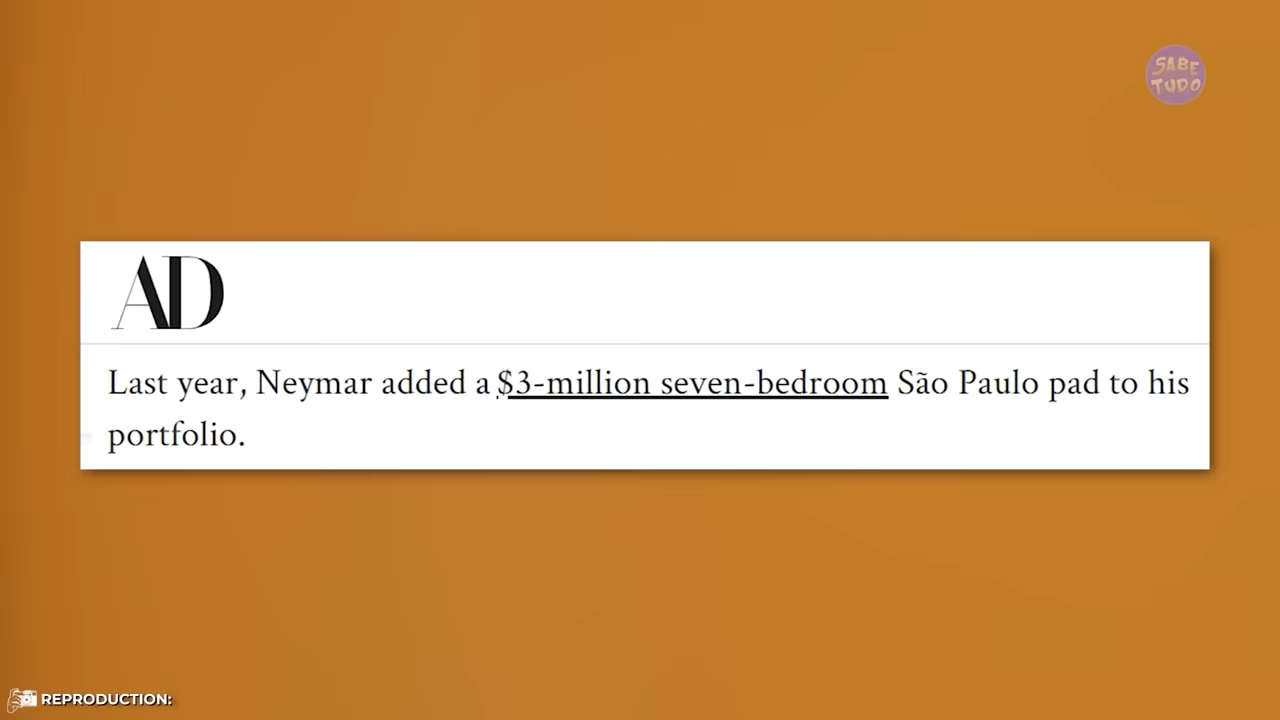 SABE
TUDO
AD
Last year, Neymar added a $3-million seven-bedroom São Paulo pad to his
portfolio.
REPRODUCTION: